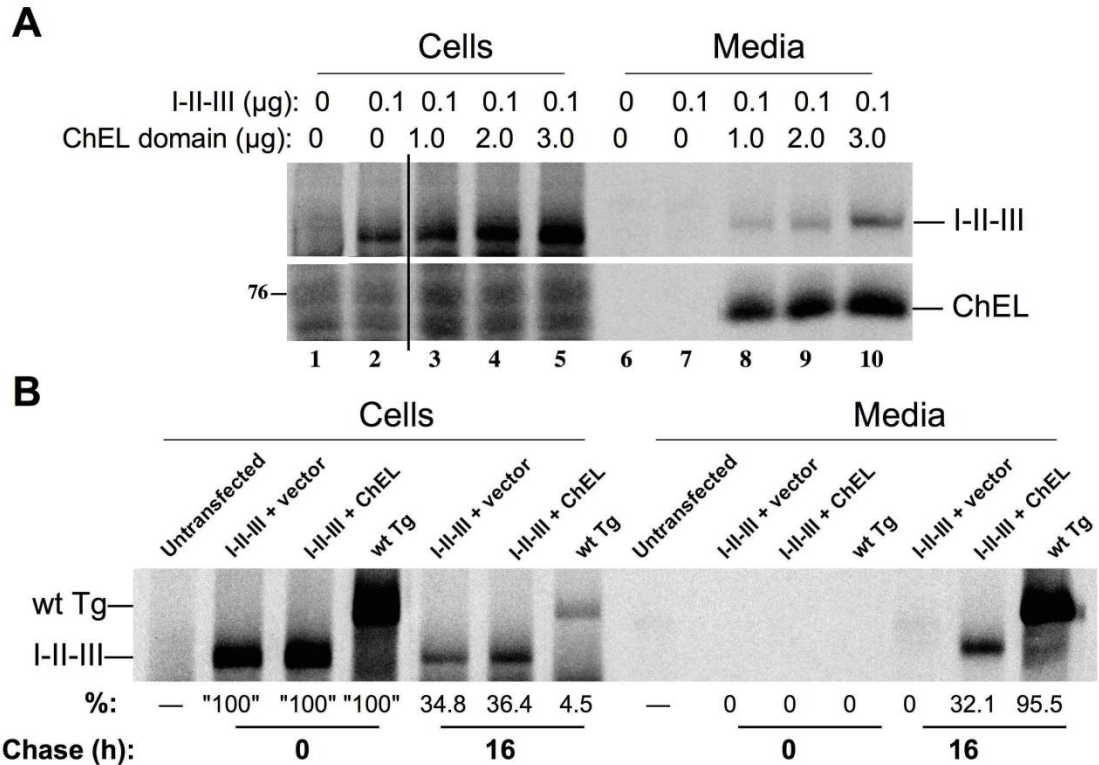 A
Cells Media
I-II-III (µg): 0 0.1 0.1 0.1 0.1 0 0.1 0.1 0.1 0.1
ChEL domain (µg): 0 0 1.0 2.0 3.0 0 0 1.0 2.0 3.0
I-II-III
76
ChEL
1 2 3 4 5 6 7 8 9 10
B
Cells Media
Untransfected I-II-III + vector I-II-III + ChEL wt Tg I-II-III + vector I-II-III + ChEL wt Tg Untransfected I-II-III + vector I-II-III + ChEL wt Tg I-II-III + vector I-II-III + ChEL wt Tg
wt Tg
I-II-III
%: — "100" "100" "100" 34.8 36.4 4.5 — 0 0 0 0 32.1 95.5
Chase (h): 0 16 0 16